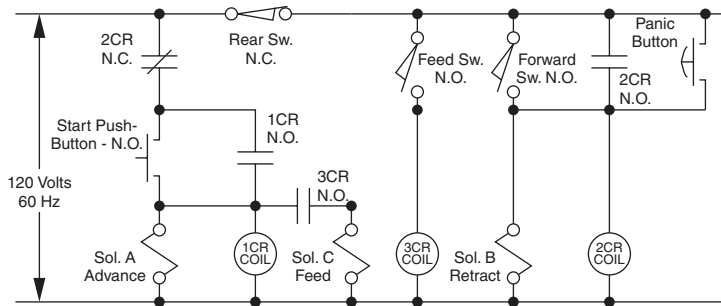 2CR
N.C.
Rear Sw.
N.C.
Feed Sw.
N.O.
Forward
Sw. N.O.
2CR
N.O.
Panic
Button
Start Push-
Button - N.O.
1CR
N.O.
3CR
N.O.
120 Volts
60 Hz
Sol. A
Advance
1CR
COIL
Sol. C
Feed
3CR
COIL
Sol. B
Retract
2CR
COIL